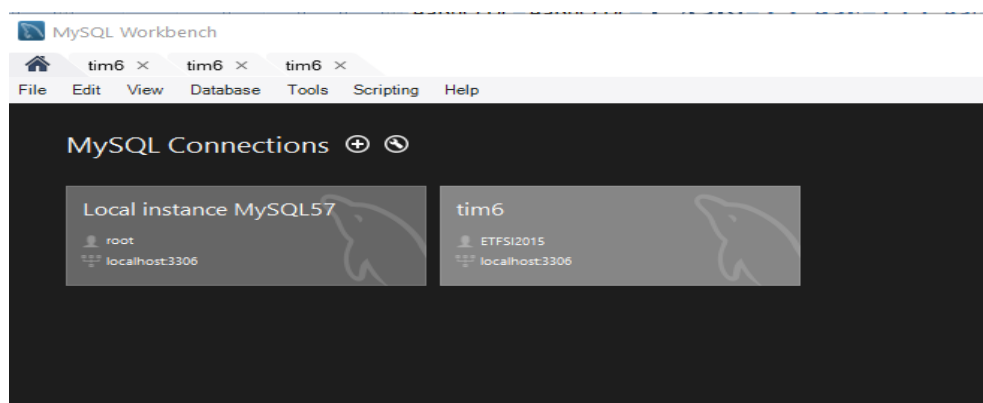 MySQL Workbench
tim6 × tim6 × tim6 ×
File Edit View Database Tools Scripting Help
MySQL Connections
Local instance MySQL57
root
localhost:3306
tim6
ETFSI2015
localhost:3306